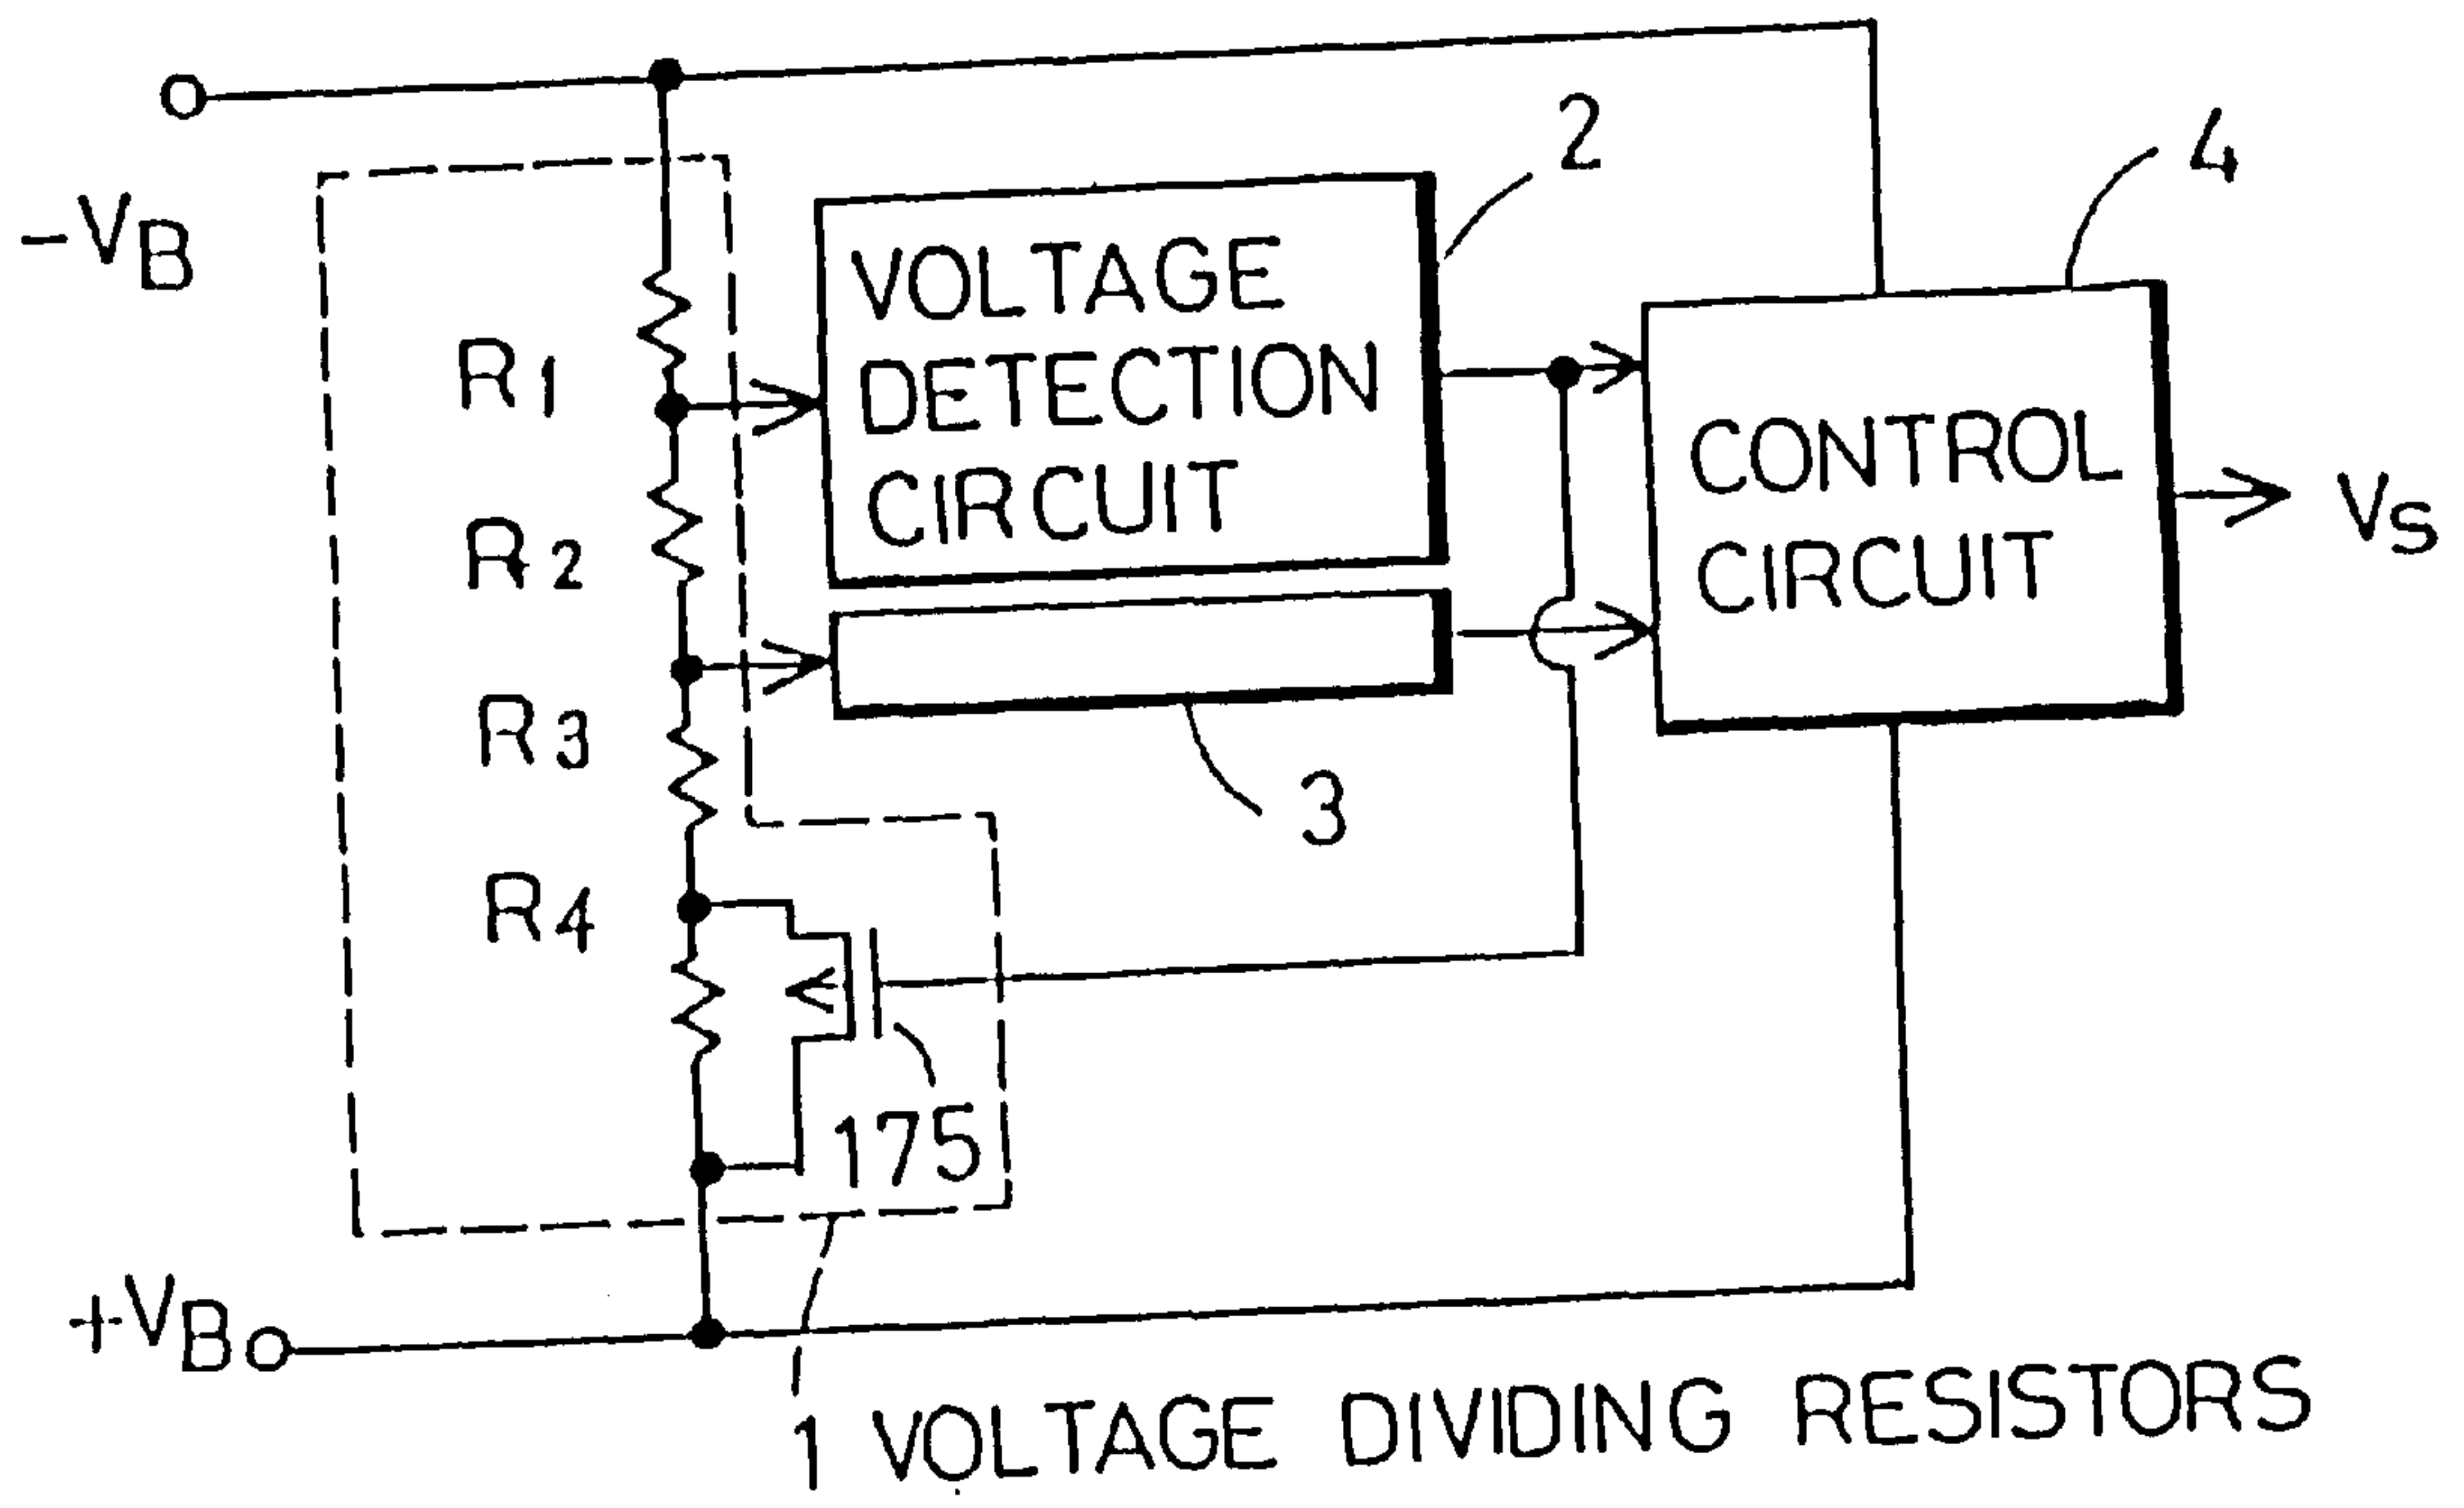 2
4
-VB
VOLTAGE
DETECTION
CIRCUIT
R1
CONTROL
CIRCUIT
VS
R2
R3
3
R4
175
+VB
1 VOLTAGE DIVIDING RESISTORS